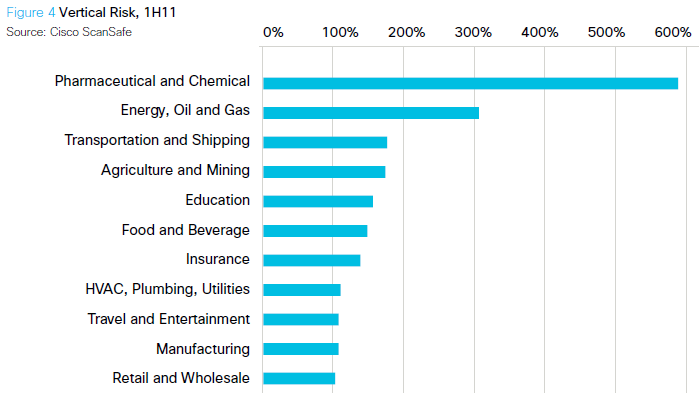 Figure 4 Vertical Risk, 1H11
Source: Cisco ScanSafe
0% 100% 200% 300% 400% 500% 600%
Pharmaceutical and Chemical
Energy, Oil and Gas
Transportation and Shipping
Agriculture and Mining
Education
Food and Beverage
Insurance
HVAC, Plumbing, Utilities
Travel and Entertainment
Manufacturing
Retail and Wholesale